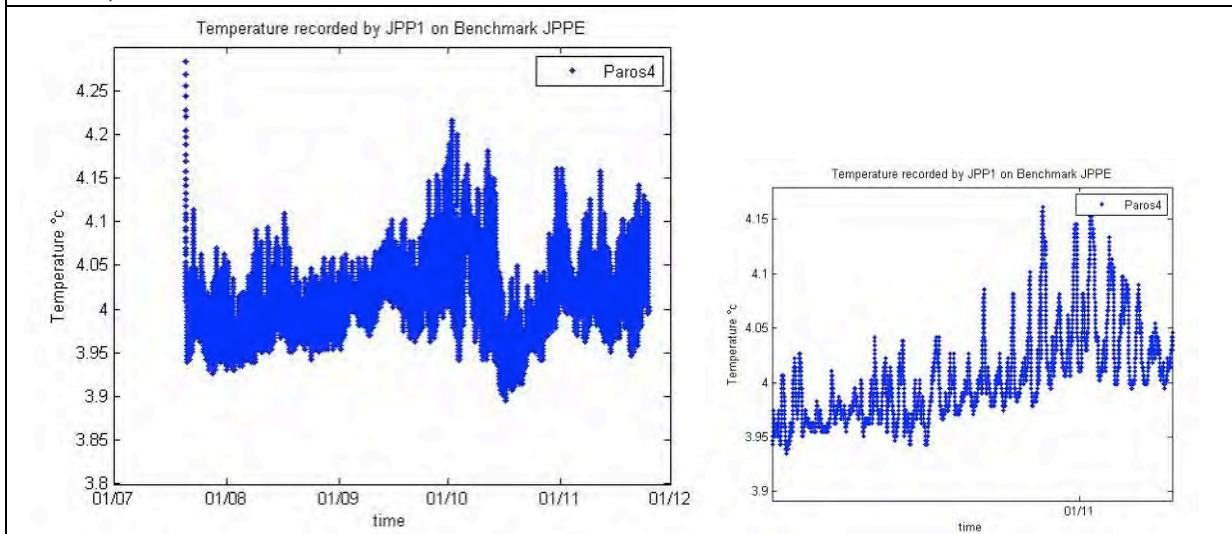 Temperature recorded by JPP1 on Benchmark JPPE
Paros4
4.25
4.2
4.15
4.1
4.05
4
3.95
3.9
3.85
3.8
Temperature °c
01/07 01/08 01/09 01/10 01/11 01/12
time
Temperature recorded by JPP1 on Benchmark JPPE
Paros4
4.15
4.1
4.05
4
3.95
3.9
Temperature °c
01/11
time